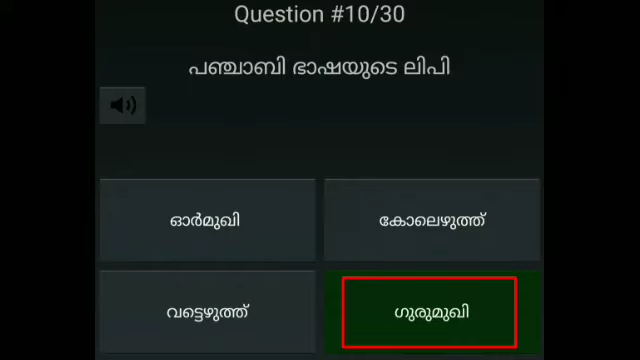 Question #10/30
പഞ്ചാബി ഭാഷയുടെ ലിപി
ഓർമുഖി
കോലെഴുത്ത്
വട്ടെഴുത്ത്
ഗുരുമുഖി